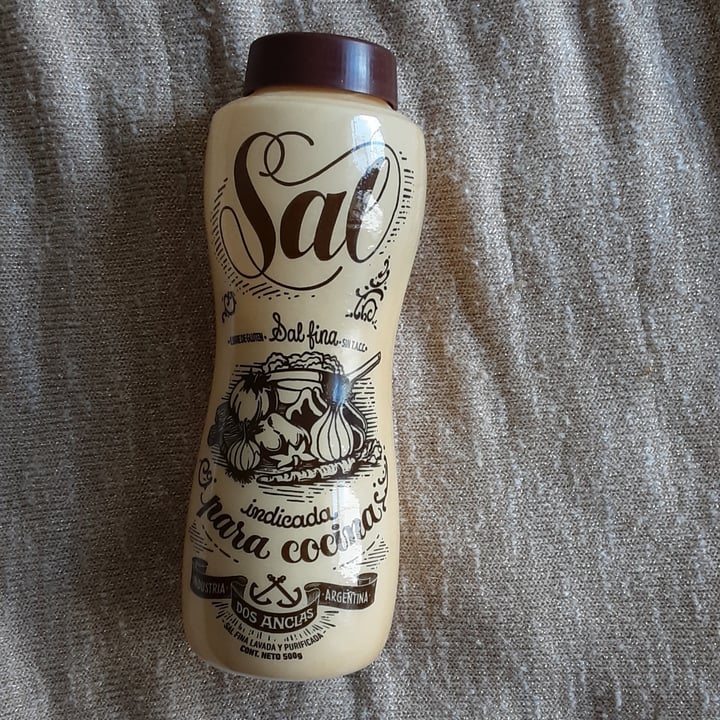 Sal
• LIBRE DE GLUTEN • Sal fina • SIN T.A.C.C. •
indicada
para cocinar
INDUSTRIA ARGENTINA
DOS ANCLAS
SAL FINA LAVADA Y PURIFICADA
CONT. NETO 500g